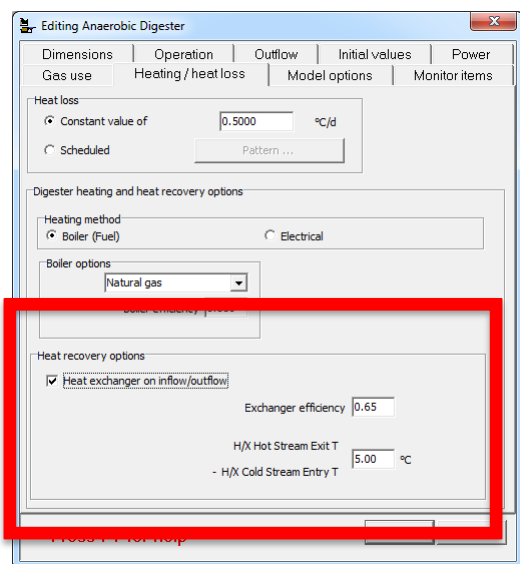 Editing Anaerobic Digester
Dimensions Operation Outflow Initial values Power
Gas use Heating / heat loss Model options Monitor items
Heat loss
Constant value of 0.5000 ºC/d
Scheduled Pattern ...
Digester heating and heat recovery options
Heating method
Boiler (Fuel) Electrical
Boiler options
Natural gas
Heat recovery options
Heat exchanger on inflow/outflow
Exchanger efficiency 0.65
H/X Hot Stream Exit T
5.00 ºC
- H/X Cold Stream Entry T